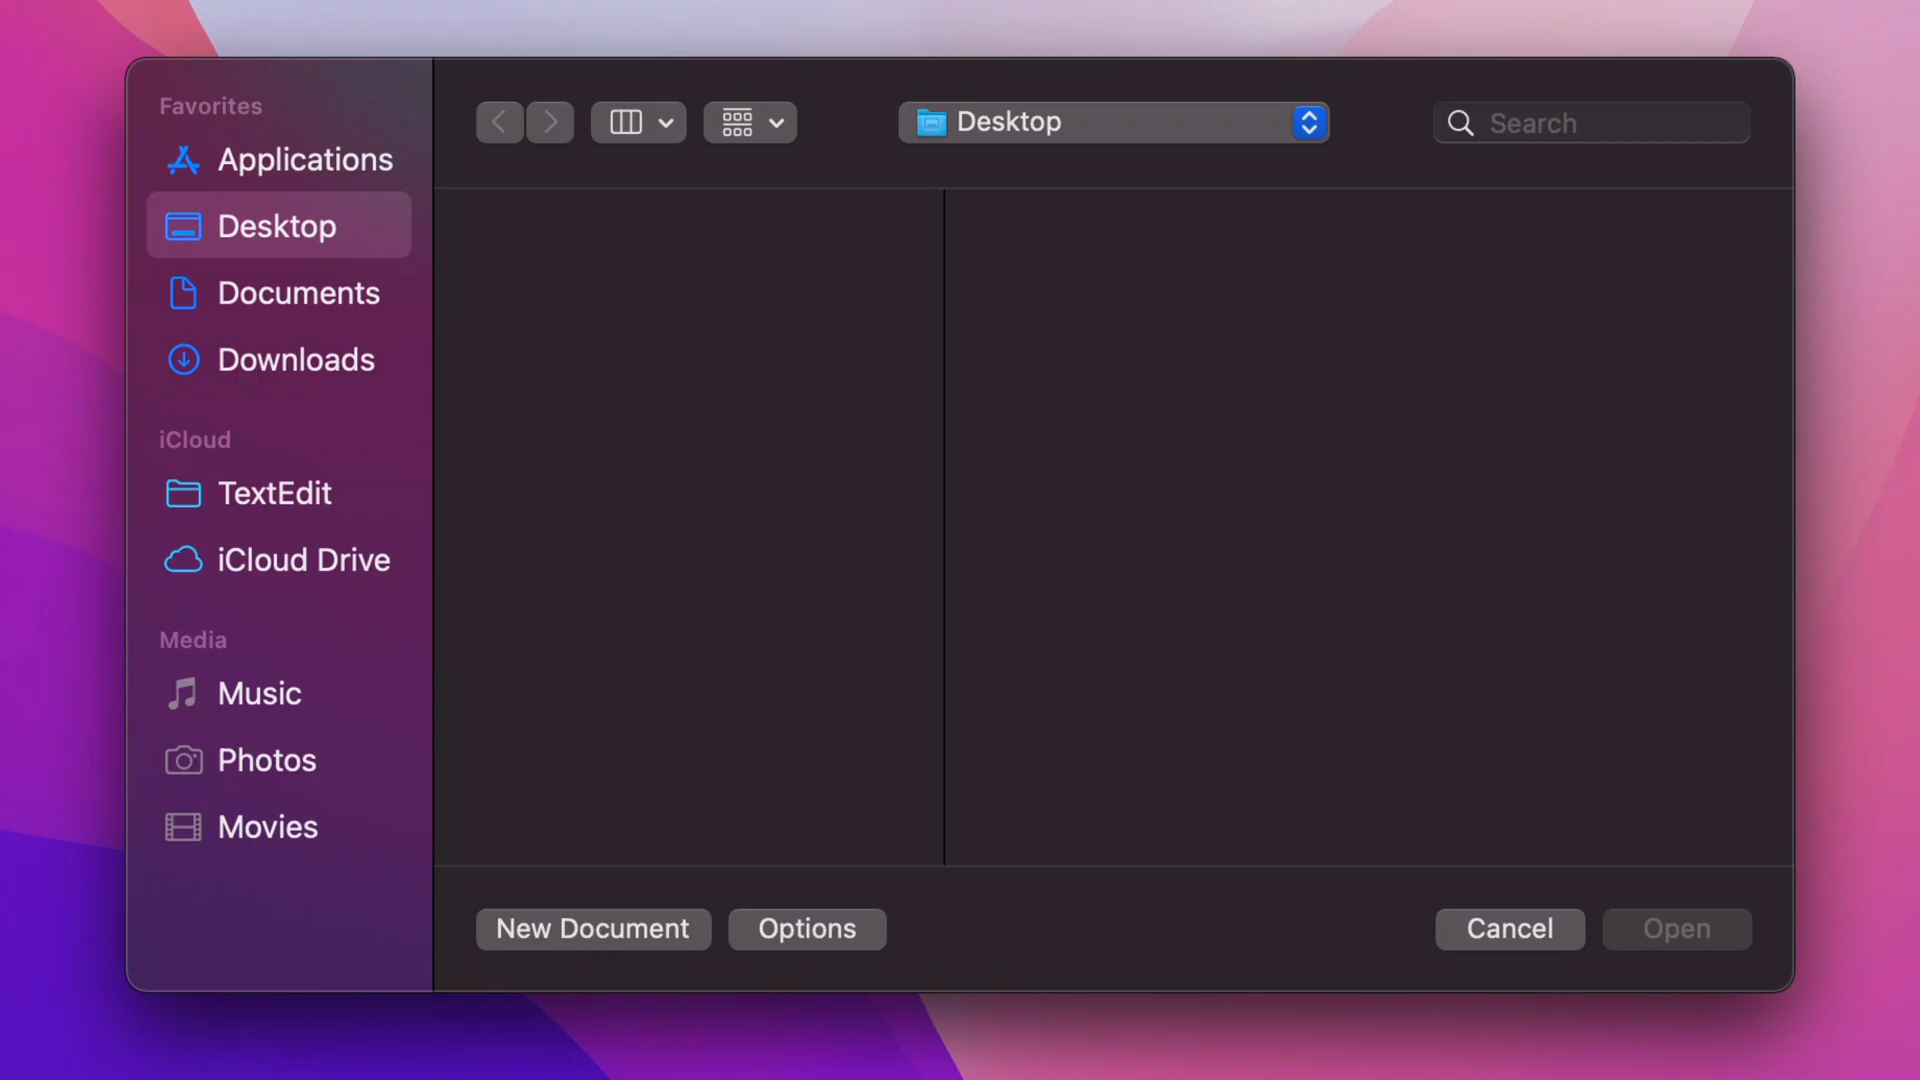 Favorites
Applications
Desktop
Documents
Downloads
iCloud
TextEdit
iCloud Drive
Media
Music
Photos
Movies
Desktop
Search
New Document
Options
Cancel
Open